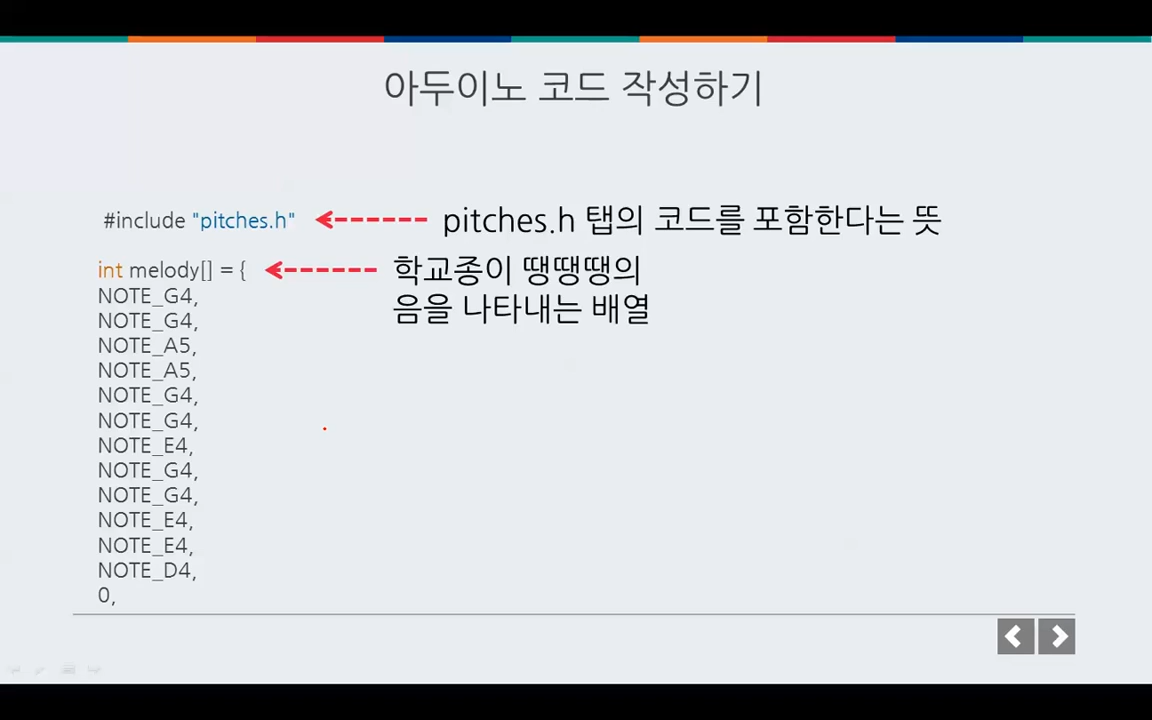 아두이노 코드 작성하기
#include "pitches.h"
pitches.h 탭의 코드를 포함한다는 뜻
int melody[] = {
학교종이 땡땡땡의
음을 나타내는 배열
NOTE_G4,
NOTE_G4,
NOTE_A5,
NOTE_A5,
NOTE_G4,
NOTE_G4,
NOTE_E4,
NOTE_G4,
NOTE_G4,
NOTE_E4,
NOTE_E4,
NOTE_D4,
0,